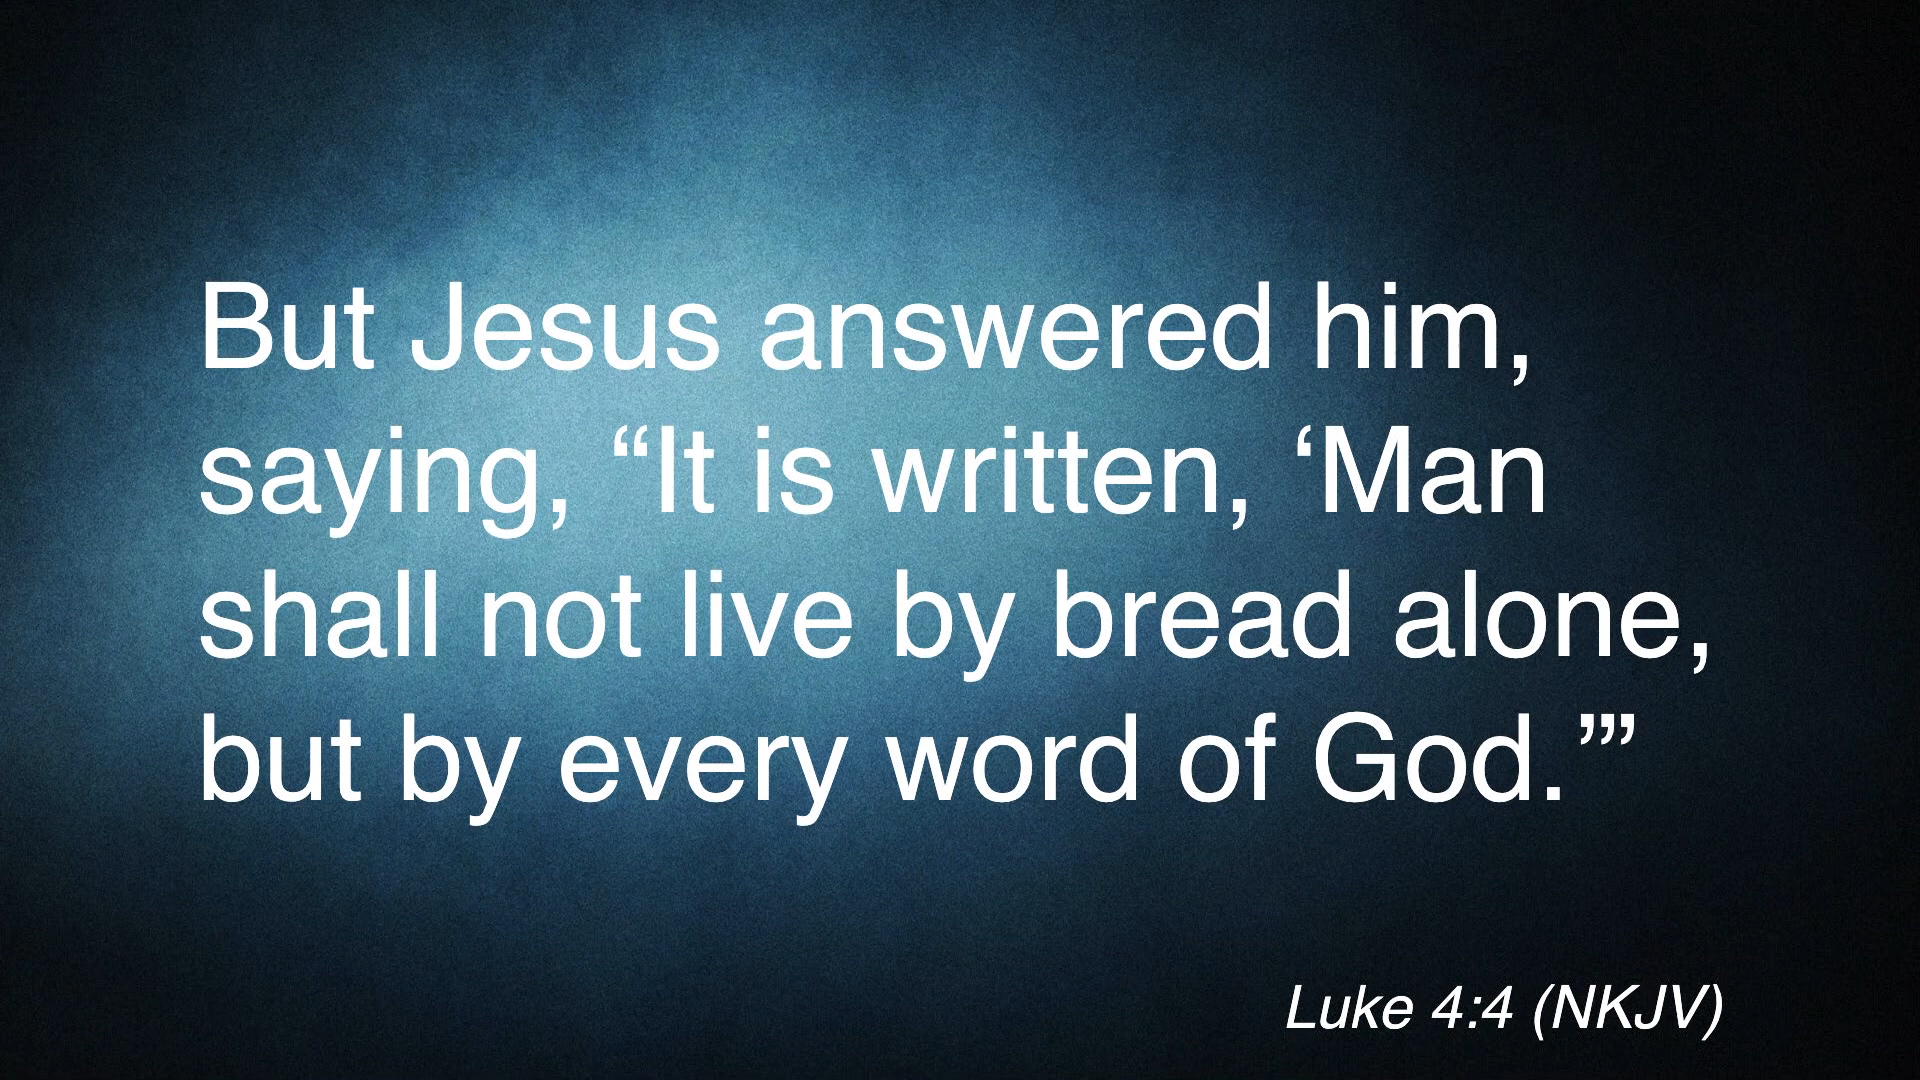 But Jesus answered him,
saying, “It is written, ‘Man
shall not live by bread alone,
but by every word of God.’”
Luke 4:4 (NKJV)